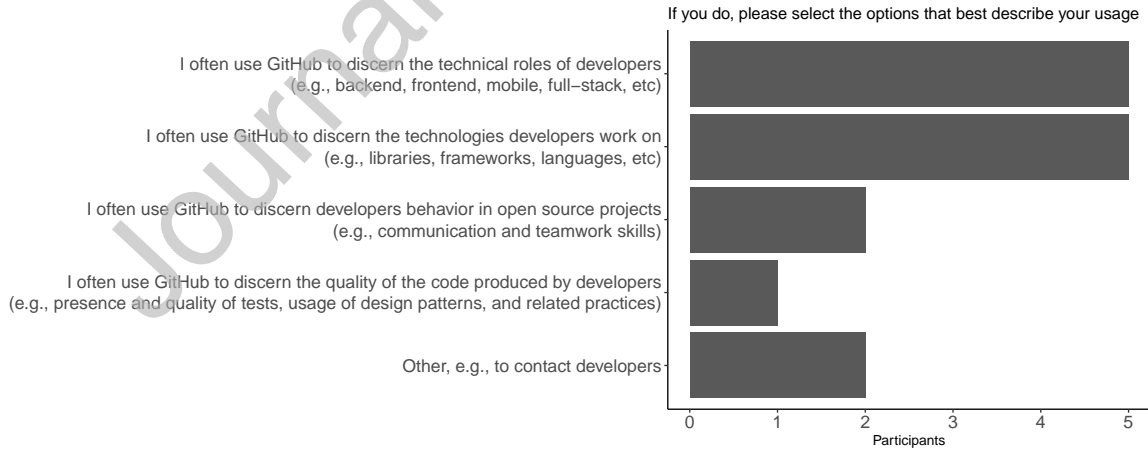 If you do, please select the options that best describe your usage
I often use GitHub to discern the technical roles of developers
(e.g., backend, frontend, mobile, full−stack, etc)
I often use GitHub to discern the technologies developers work on
(e.g., libraries, frameworks, languages, etc)
I often use GitHub to discern developers behavior in open source projects
(e.g., communication and teamwork skills)
I often use GitHub to discern the quality of the code produced by developers
(e.g., presence and quality of tests, usage of design patterns, and related practices)
Other, e.g., to contact developers
0 1 2 3 4 5
Participants
Journa